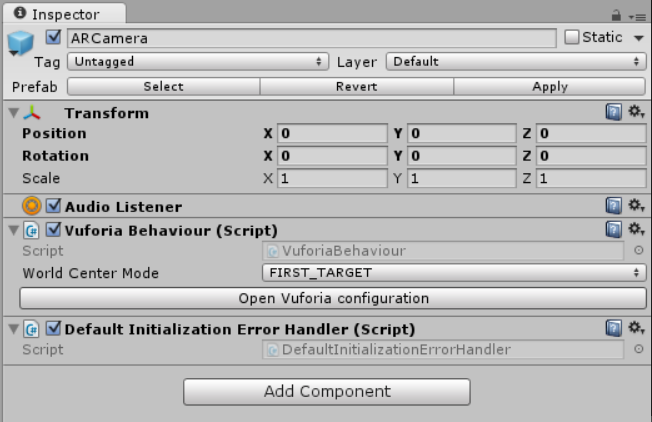 Inspector
ARCamera Static
Tag Untagged Layer Default
Prefab Select Revert Apply
Transform
Position X 0 Y 0 Z 0
Rotation X 0 Y 0 Z 0
Scale X 1 Y 1 Z 1
Audio Listener
Vuforia Behaviour (Script)
Script VuforiaBehaviour
World Center Mode FIRST_TARGET
Open Vuforia configuration
Default Initialization Error Handler (Script)
Script DefaultInitializationErrorHandler
Add Component